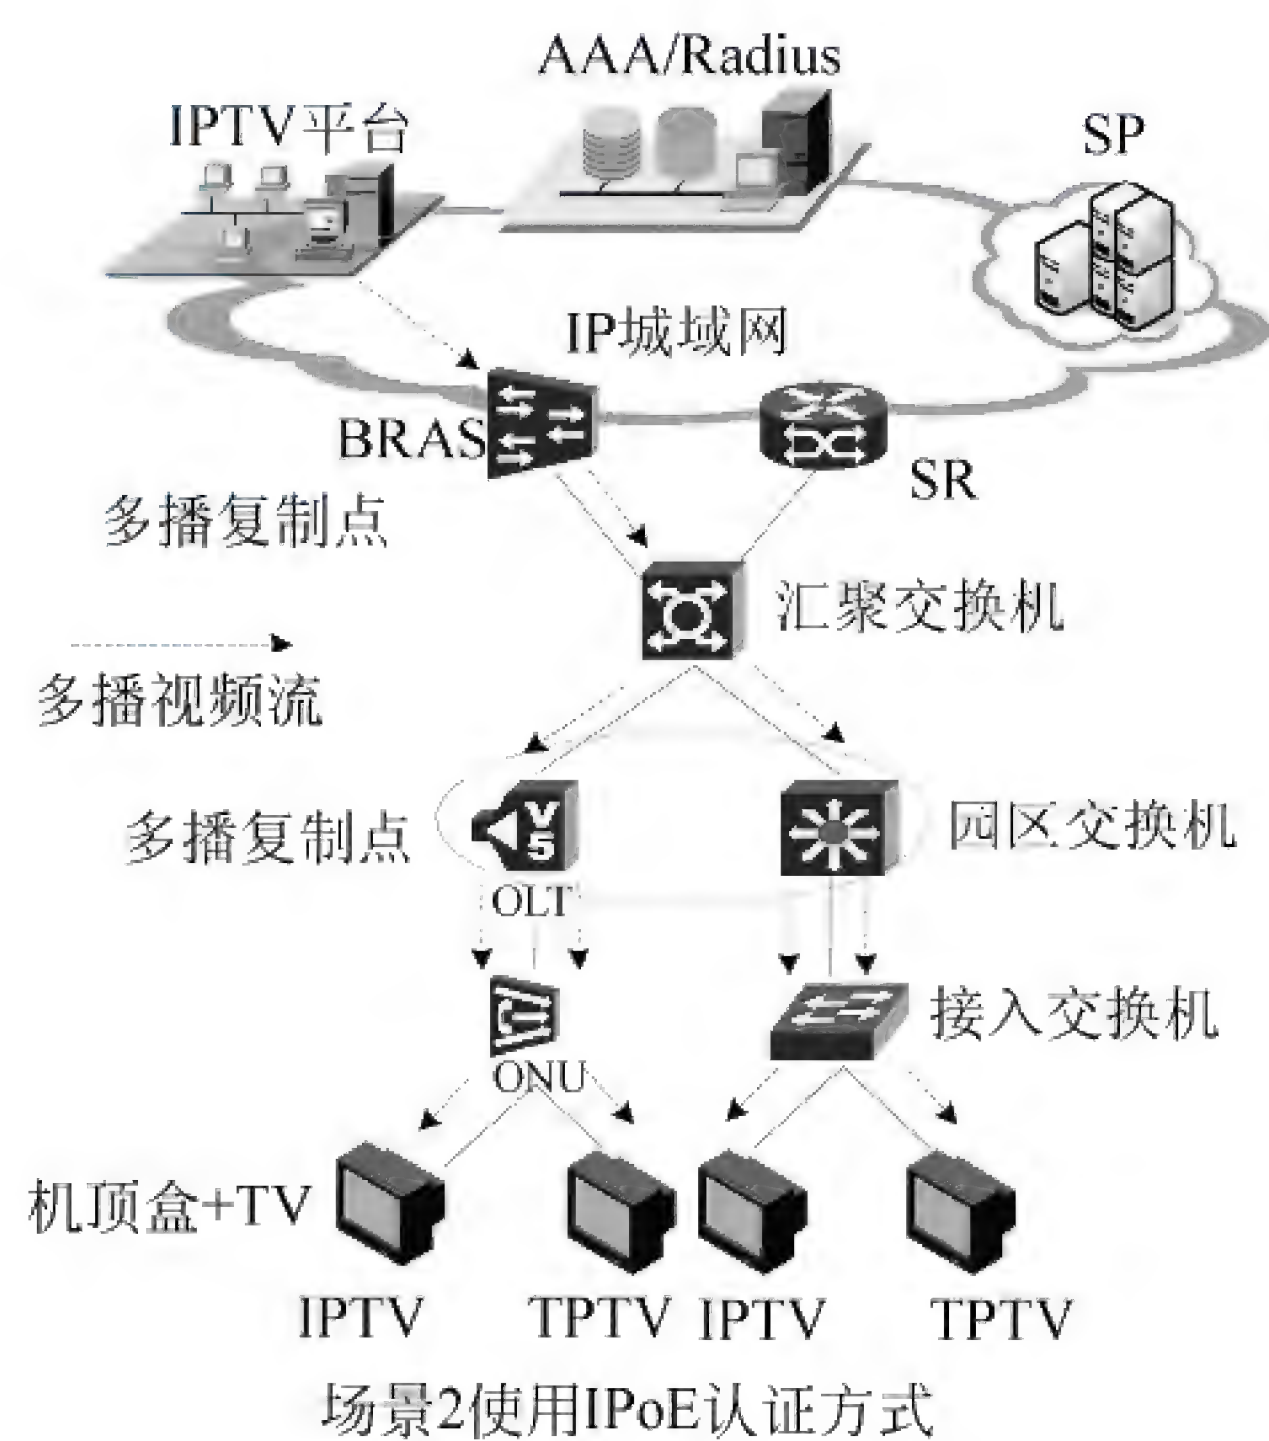 AAA/Radius
IPTV平台
SP
IP城域网
BRAS
SR
多播复制点
汇聚交换机
多播视频流
多播复制点
V5
OLT
园区交换机
接入交换机
ONU
机顶盒+TV
IPTV
TPTV
IPTV
TPTV
场景2使用IPoE认证方式